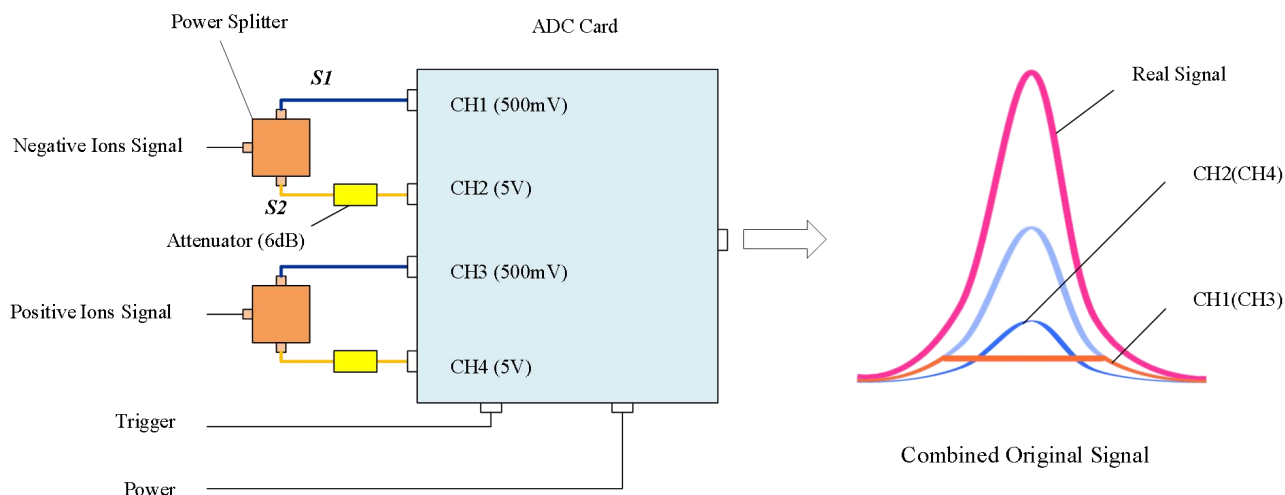 Power Splitter
ADC Card
S1
Real Signal
CH1 (500mV)
Negative Ions Signal
CH2(CH4)
CH2 (5V)
S2
Attenuator (6dB)
CH3 (500mV)
CH1(CH3)
Positive Ions Signal
CH4 (5V)
Trigger
Combined Original Signal
Power